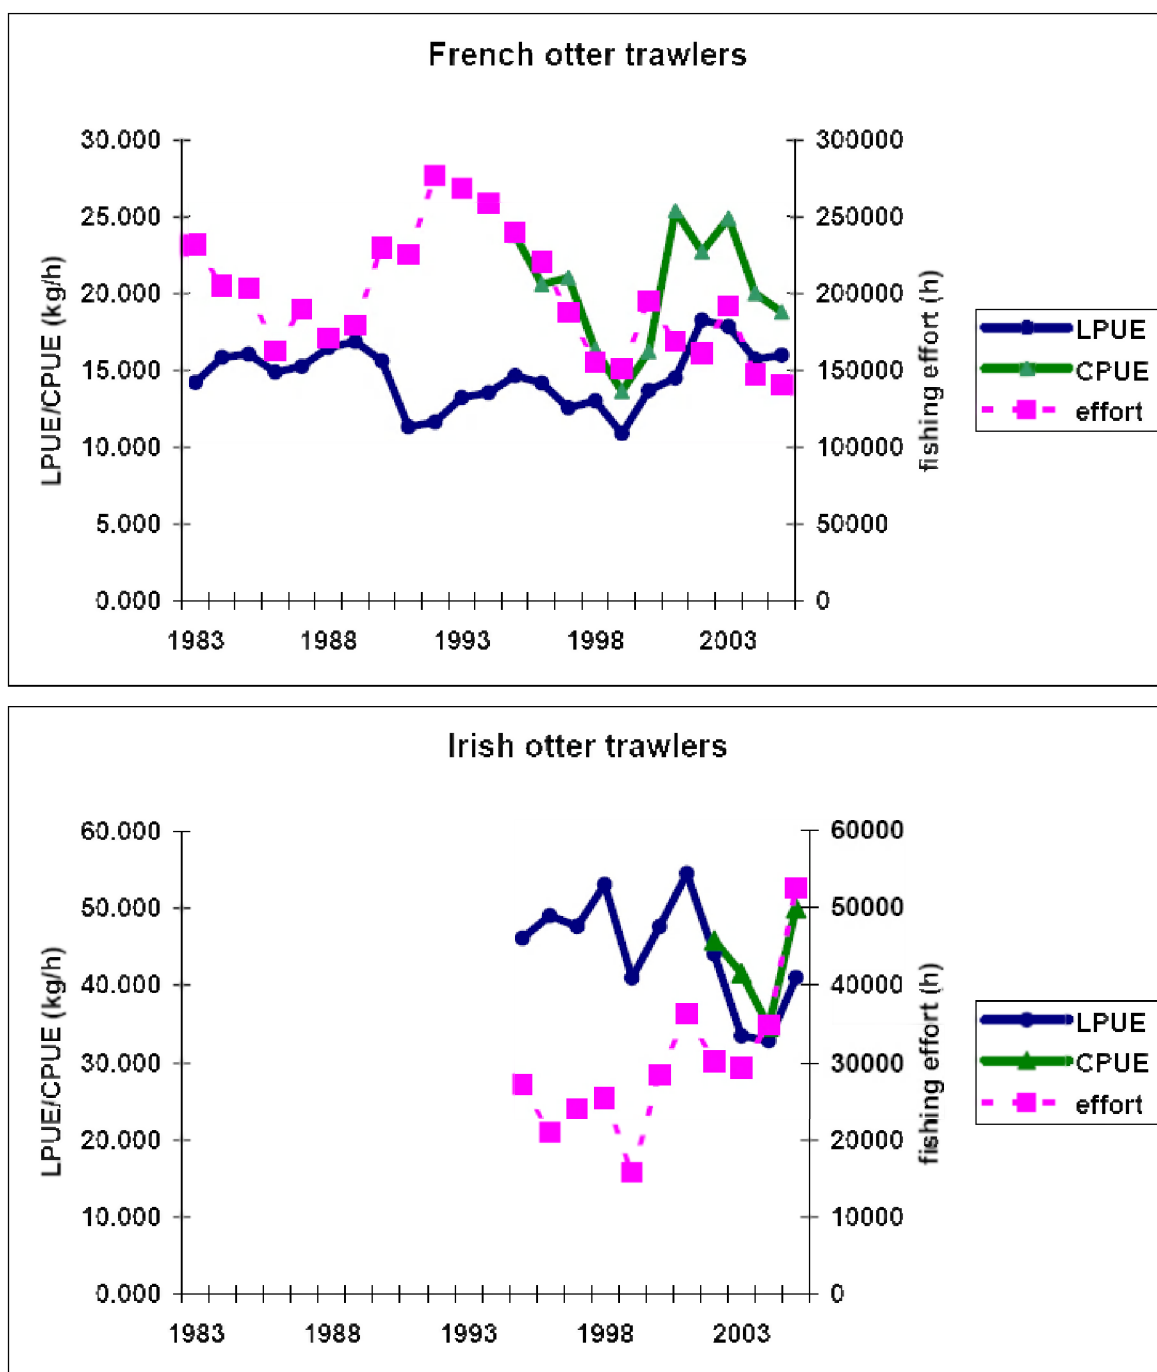 French otter trawlers
30.000
25.000
20.000
15.000
10.000
5.000
0.000
LPUE/CPUE (kg/h)
300000
250000
200000
150000
100000
50000
0
fishing effort (h)
1983 1988 1993 1998 2003
LPUE
CPUE
effort
Irish otter trawlers
60.000
50.000
40.000
30.000
20.000
10.000
0.000
LPUE/CPUE (kg/h)
60000
50000
40000
30000
20000
10000
0
fishing effort (h)
1983 1988 1993 1998 2003
LPUE
CPUE
effort